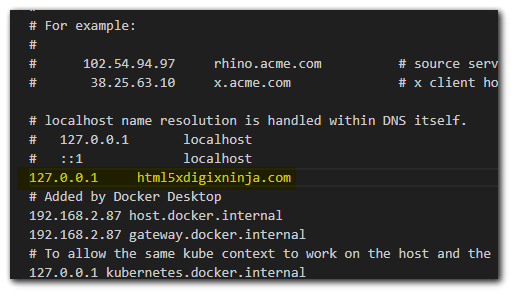 #
# For example:
#
#      102.54.94.97     rhino.acme.com          # source serv
#       38.25.63.10     x.acme.com              # x client ho
# localhost name resolution is handled within DNS itself.
#   127.0.0.1       localhost
#   ::1             localhost
127.0.0.1     html5xdigixninja.com
# Added by Docker Desktop
192.168.2.87 host.docker.internal
192.168.2.87 gateway.docker.internal
# To allow the same kube context to work on the host and the
127.0.0.1 kubernetes.docker.internal